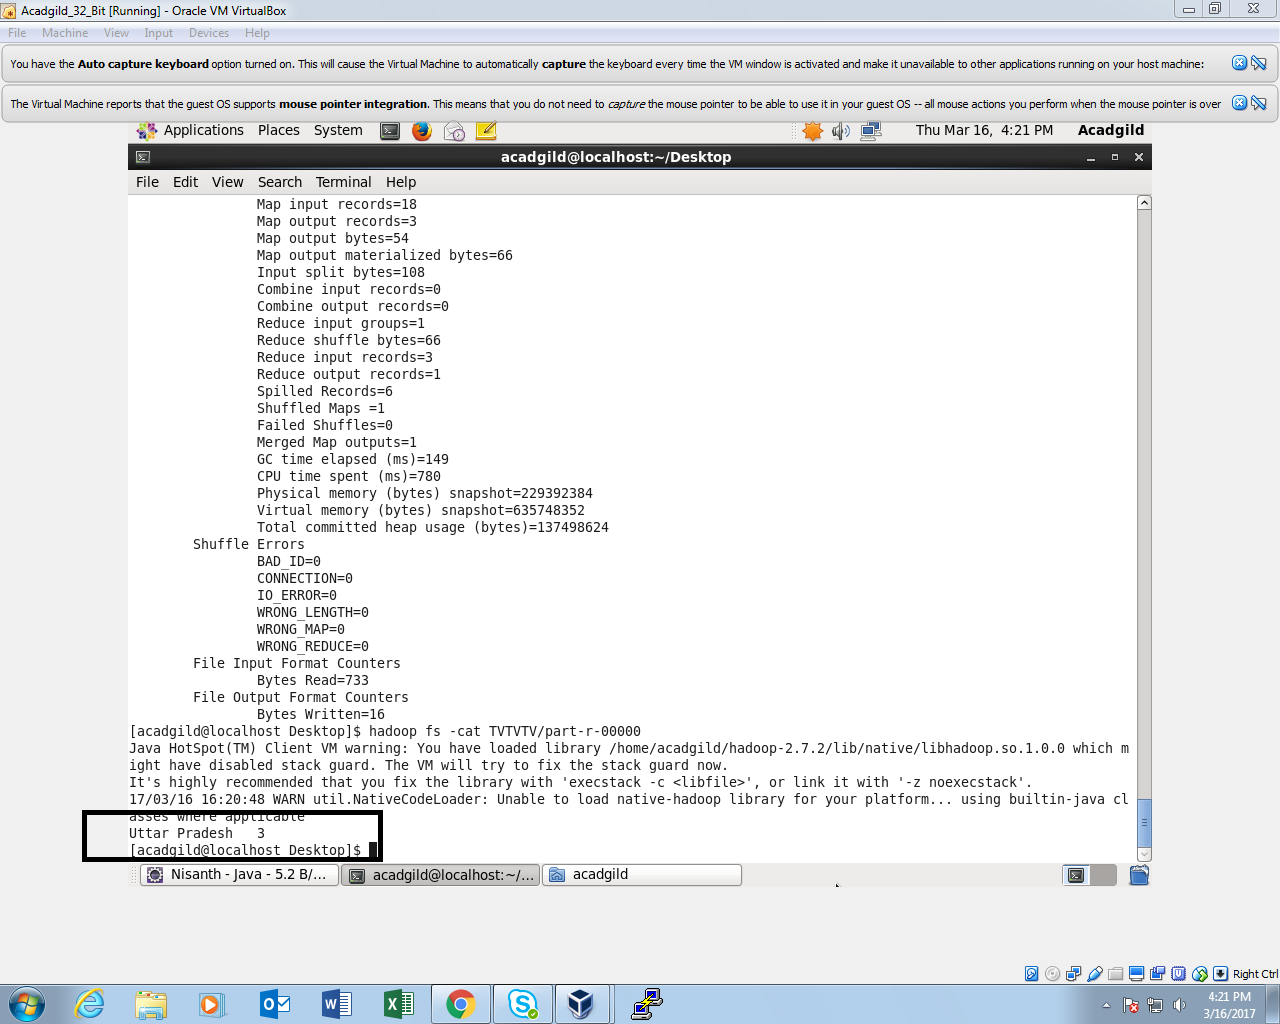 Acadgild_32_Bit [Running] - Oracle VM VirtualBox
File Machine View Input Devices Help
You have the Auto capture keyboard option turned on. This will cause the Virtual Machine to automatically capture the keyboard every time the VM window is activated and make it unavailable to other applications running on your host machine:
The Virtual Machine reports that the guest OS supports mouse pointer integration. This means that you do not need to capture the mouse pointer to be able to use it in your guest OS -- all mouse actions you perform when the mouse pointer is over
Applications Places System Thu Mar 16, 4:21 PM Acadgild
acadgild@localhost:~/Desktop
File Edit View Search Terminal Help
Map input records=18
Map output records=3
Map output bytes=54
Map output materialized bytes=66
Input split bytes=108
Combine input records=0
Combine output records=0
Reduce input groups=1
Reduce shuffle bytes=66
Reduce input records=3
Reduce output records=1
Spilled Records=6
Shuffled Maps =1
Failed Shuffles=0
Merged Map outputs=1
GC time elapsed (ms)=149
CPU time spent (ms)=780
Physical memory (bytes) snapshot=229392384
Virtual memory (bytes) snapshot=635748352
Total committed heap usage (bytes)=137498624
Shuffle Errors
BAD_ID=0
CONNECTION=0
IO_ERROR=0
WRONG_LENGTH=0
WRONG_MAP=0
WRONG_REDUCE=0
File Input Format Counters
Bytes Read=733
File Output Format Counters
Bytes Written=16
[acadgild@localhost Desktop]$ hadoop fs -cat TVTVTV/part-r-00000
Java HotSpot(TM) Client VM warning: You have loaded library /home/acadgild/hadoop-2.7.2/lib/native/libhadoop.so.1.0.0 which m
ight have disabled stack guard. The VM will try to fix the stack guard now.
It's highly recommended that you fix the library with 'execstack -c <libfile>', or link it with '-z noexecstack'.
17/03/16 16:20:48 WARN util.NativeCodeLoader: Unable to load native-hadoop library for your platform... using builtin-java cl
asses where applicable
Uttar Pradesh 3
[acadgild@localhost Desktop]$
Nisanth - Java - 5.2 B/... acadgild@localhost:~/... acadgild
Right Ctrl
4:21 PM
3/16/2017